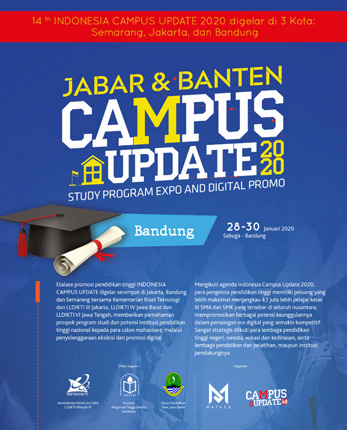 14 th INDONESIA CAMPUS UPDATE 2020 digelar di 3 Kota:
Semarang, Jakarta, dan Bandung
JABAR & BANTEN
CAMPUS
UPDATE 2020
STUDY PROGRAM EXPO AND DIGITAL PROMO
Bandung
28-30 Januari 2020
Sabuga - Bandung
Etalase promosi pendidikan tinggi INDONESIA
CAMPUS UPDATE digelar serempak di Jakarta, Bandung
dan Semarang bersama Kementerian Riset Teknologi
dan LLDIKTI III Jakarta, LLDIKTI IV Jawa Barat dan
LLDIKTI VI Jawa Tengah, memberikan pemahaman
prospek program studi dan potensi institusi pendidikan
tinggi nasional kepada para calon mahasiswa, melalui
penyelenggaraan eksibisi dan promosi digital.
Mengikuti agenda Indonesia Campus Update 2020,
para pengelola pendidikan tinggi memiliki peluang yang
lebih maksimal menjangkau 4,1 juta lebih pelajar kelas
III SMA dan SMK yang tersebar di seluruh nusantara,
mempromosikan berbagai potensi keunggulannya
dalam persaingan era digital yang semakin kompetitif.
Sangat strategis diikuti para lembaga pendidikan
tinggi negeri, swasta, vokasi dan kedinasan, serta
lembaga pendidikan dan pelatihan, maupun institusi
pendukungnya.
MATAER
CAMPUS
UPDATE 14